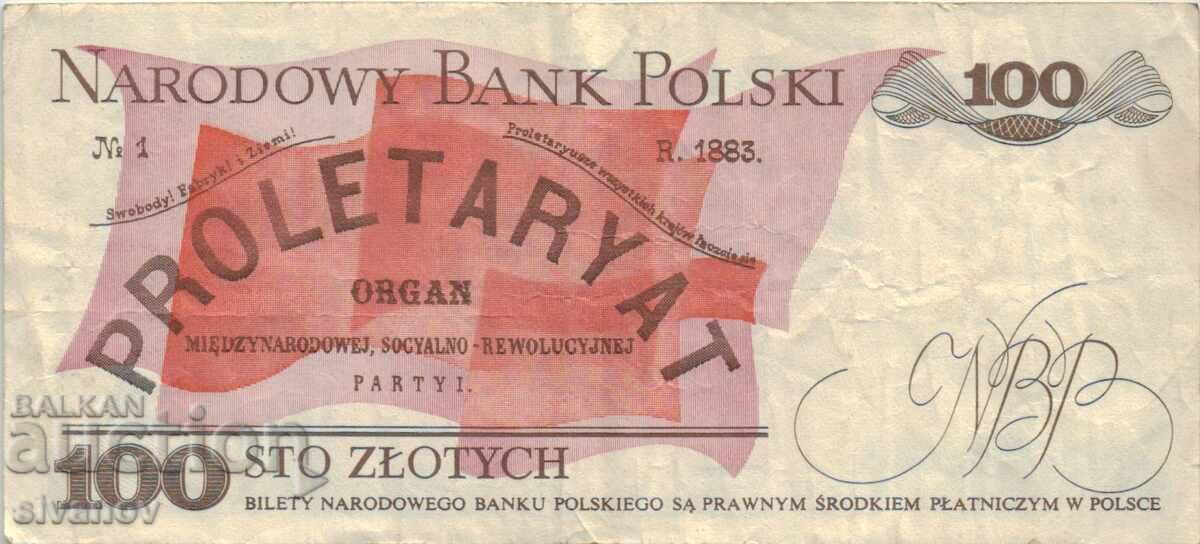 NARODOWY BANK POLSKI
100
№ 1
R. 1883.
Swobody! Fabryk! i Ziemi!
Proletaryusze wszystkich krajów łączcie się
PROLETARYAT
ORGAN
MIĘDZYNARODOWEJ, SOCYALNO-REWOLUCYJNEJ
PARTYI.
NBP
BALKAN
auction
100
STO ZŁOTYCH
BILETY NARODOWEGO BANKU POLSKIEGO SĄ PRAWNYM ŚRODKIEM PŁATNICZYM W POLSCE
sivanov